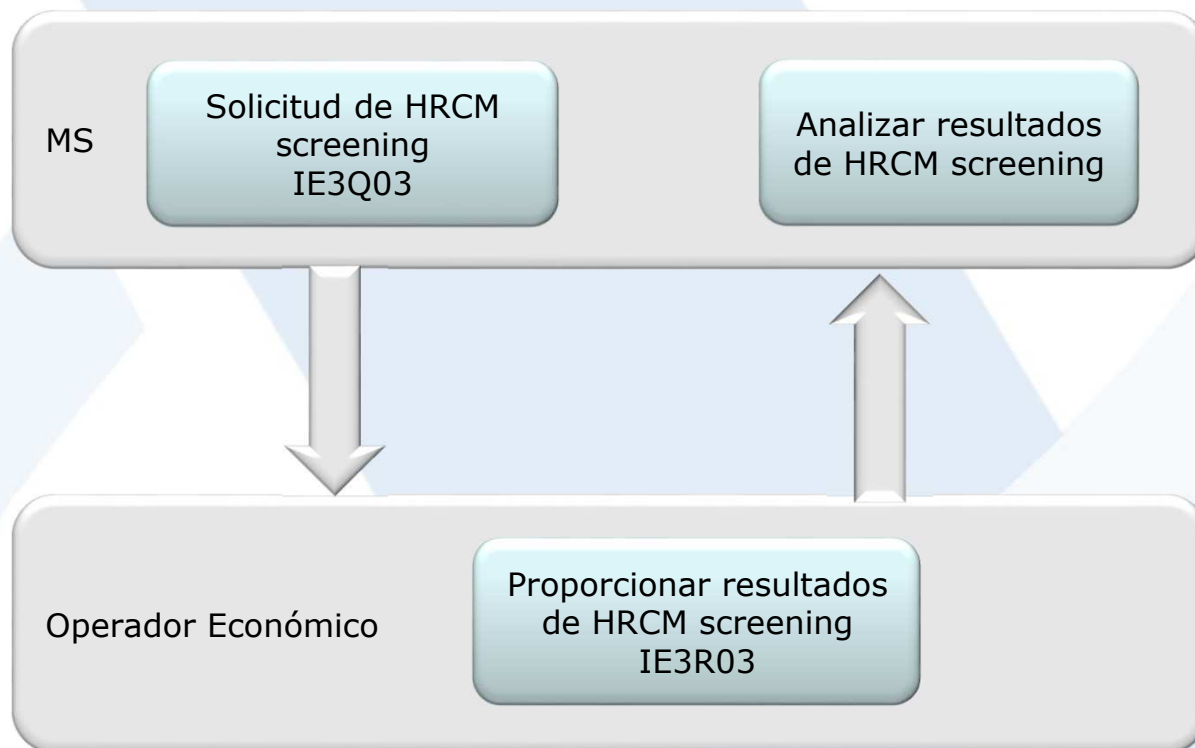 MS
Solicitud de HRCM
screening
IE3Q03
Analizar resultados
de HRCM screening
Operador Económico
Proporcionar resultados
de HRCM screening
IE3R03